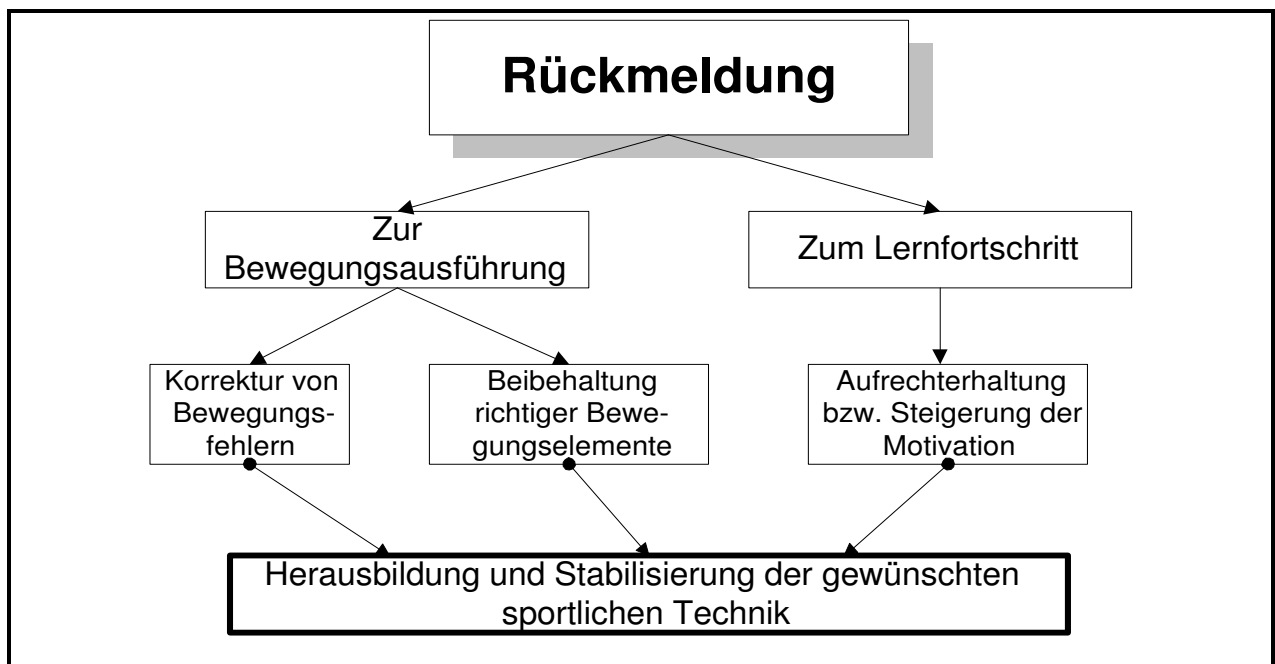 Rückmeldung
Zur
Bewegungsausführung
Zum Lernfortschritt
Korrektur von
Bewegungs-
fehlern
Beibehaltung
richtiger Bewe-
gungselemente
Aufrechterhaltung
bzw. Steigerung der
Motivation
Herausbildung und Stabilisierung der gewünschten
sportlichen Technik